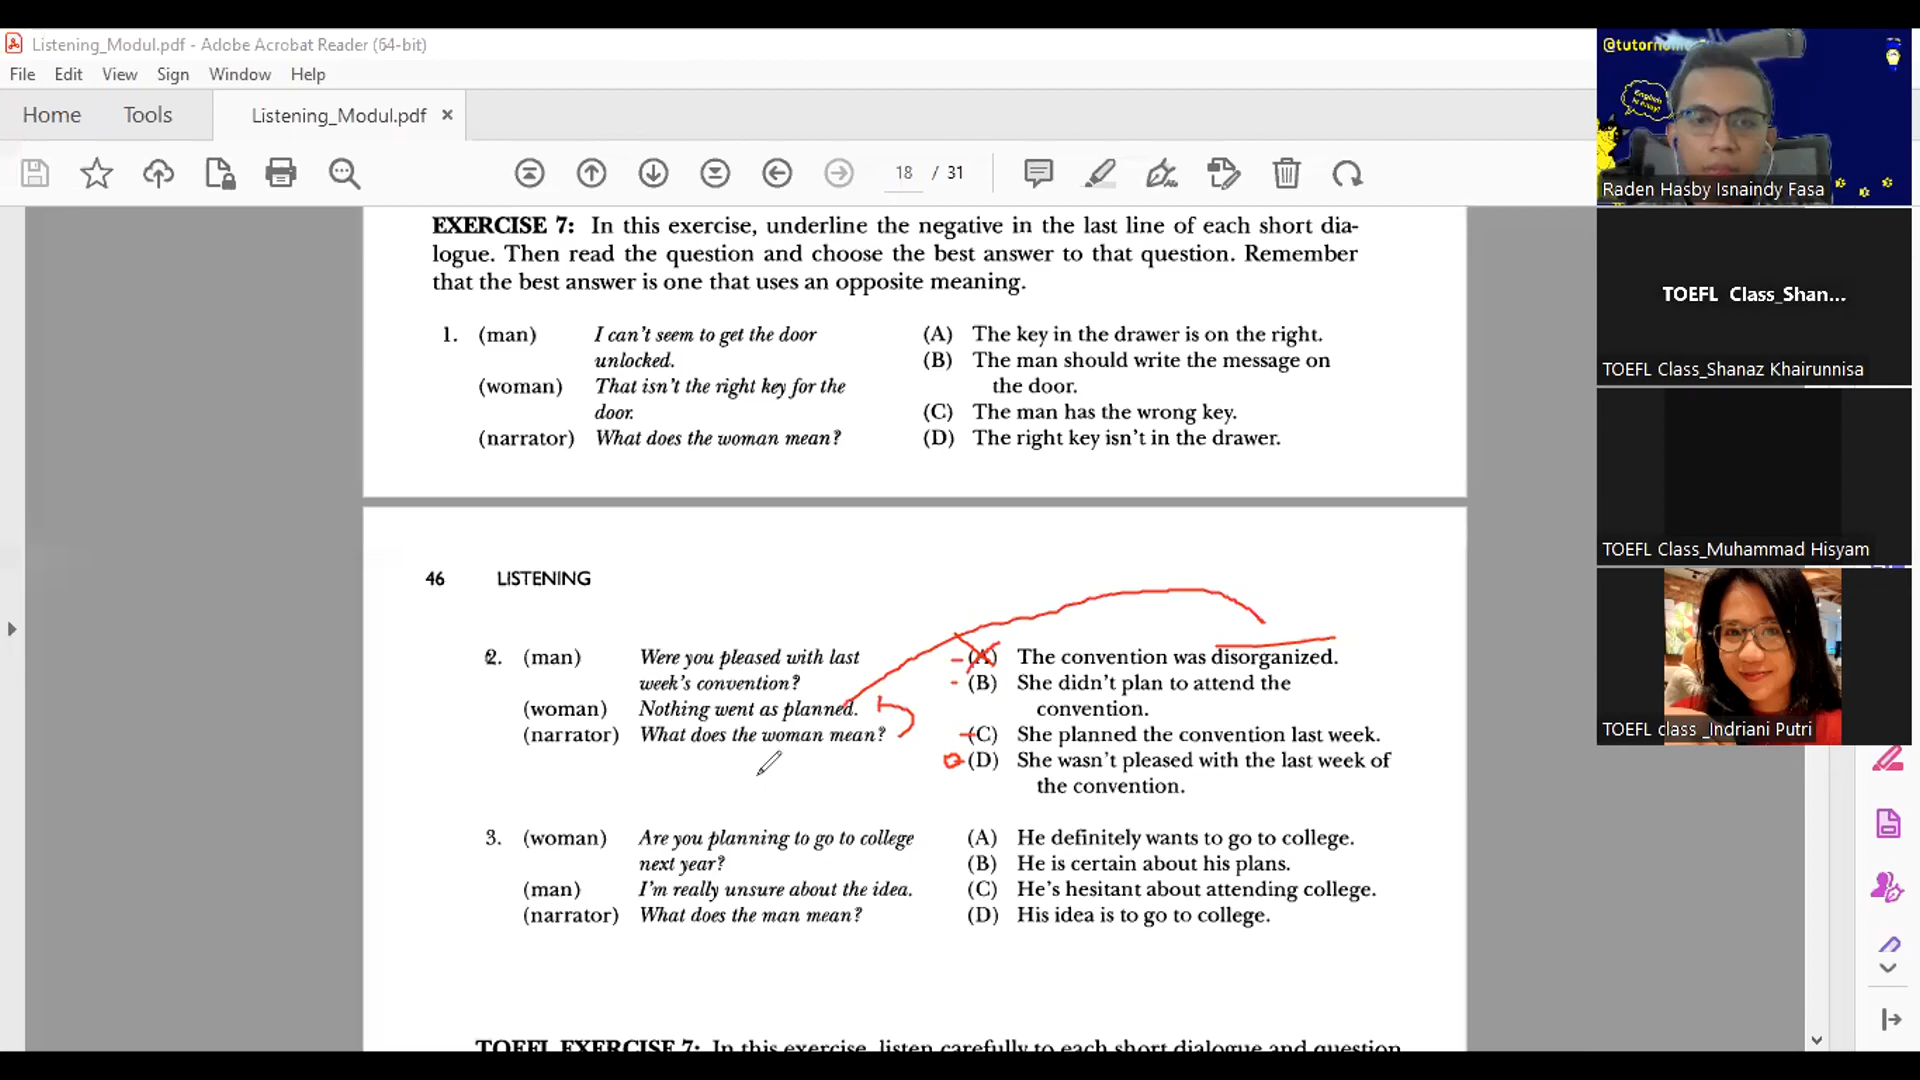 Listening_Modul.pdf - Adobe Acrobat Reader (64-bit)
File Edit View Sign Window Help
Home Tools Listening_Modul.pdf ×
18 / 31
EXERCISE 7: In this exercise, underline the negative in the last line of each short dia-
logue. Then read the question and choose the best answer to that question. Remember
that the best answer is one that uses an opposite meaning.
1. (man) I can't seem to get the door
unlocked.
(woman) That isn't the right key for the
door.
(narrator) What does the woman mean?
(A) The key in the drawer is on the right.
(B) The man should write the message on
the door.
(C) The man has the wrong key.
(D) The right key isn't in the drawer.
46 LISTENING
2. (man) Were you pleased with last
week's convention?
(woman) Nothing went as planned.
(narrator) What does the woman mean?
(A) The convention was disorganized.
(B) She didn't plan to attend the
convention.
(C) She planned the convention last week.
(D) She wasn't pleased with the last week of
the convention.
3. (woman) Are you planning to go to college
next year?
(man) I'm really unsure about the idea.
(narrator) What does the man mean?
(A) He definitely wants to go to college.
(B) He is certain about his plans.
(C) He's hesitant about attending college.
(D) His idea is to go to college.
TOEFL EXERCISE 7: In this exercise, listen carefully to each short dialogue and question
Raden Hasby Isnaindy Fasa
TOEFL Class_Shan...
TOEFL Class_Shanaz Khairunnisa
TOEFL Class_Muhammad Hisyam
TOEFL class _Indriani Putri